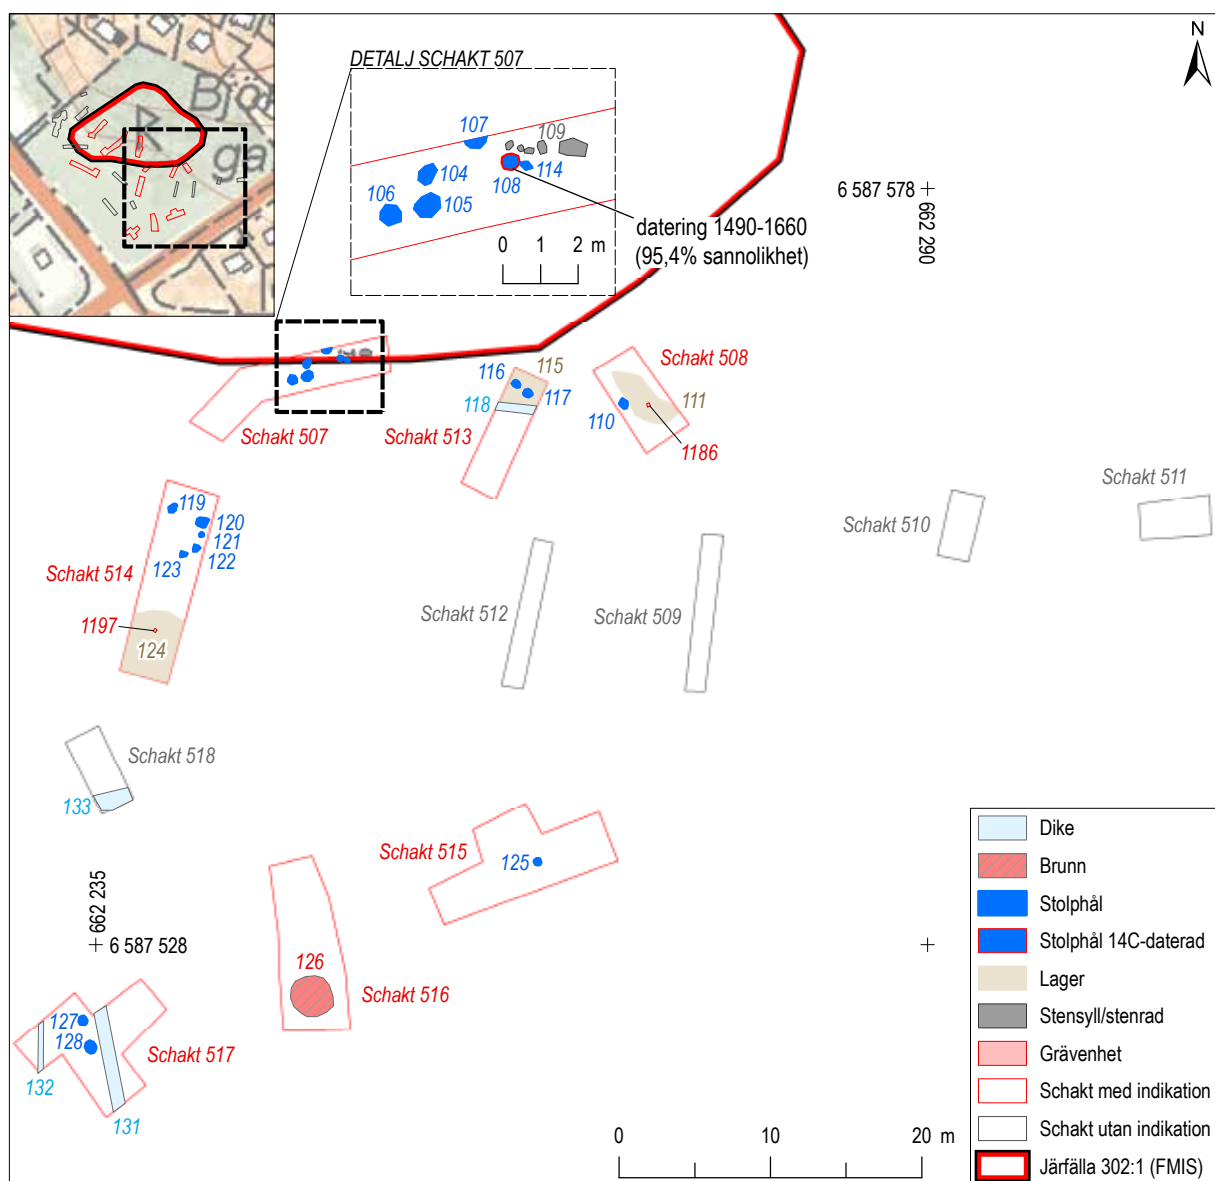 Bjö
R
ga
DETALJ SCHAKT 507
107
109
104
114
108
106
105
datering 1490-1660
(95,4% sannolikhet)
0 1 2 m
N
6 587 578
662 290
Schakt 507
116
115
118
117
Schakt 513
Schakt 508
110
111
1186
Schakt 511
Schakt 510
119
120
121
122
123
Schakt 514
1197
124
Schakt 512
Schakt 509
Schakt 518
133
Schakt 515
125
662 235
6 587 528
126
Schakt 516
127
128
Schakt 517
132
131
0 10 20 m
Dike
Brunn
Stolphål
Stolphål 14C-daterad
Lager
Stensyll/stenrad
Grävenhet
Schakt med indikation
Schakt utan indikation
Järfälla 302:1 (FMIS)